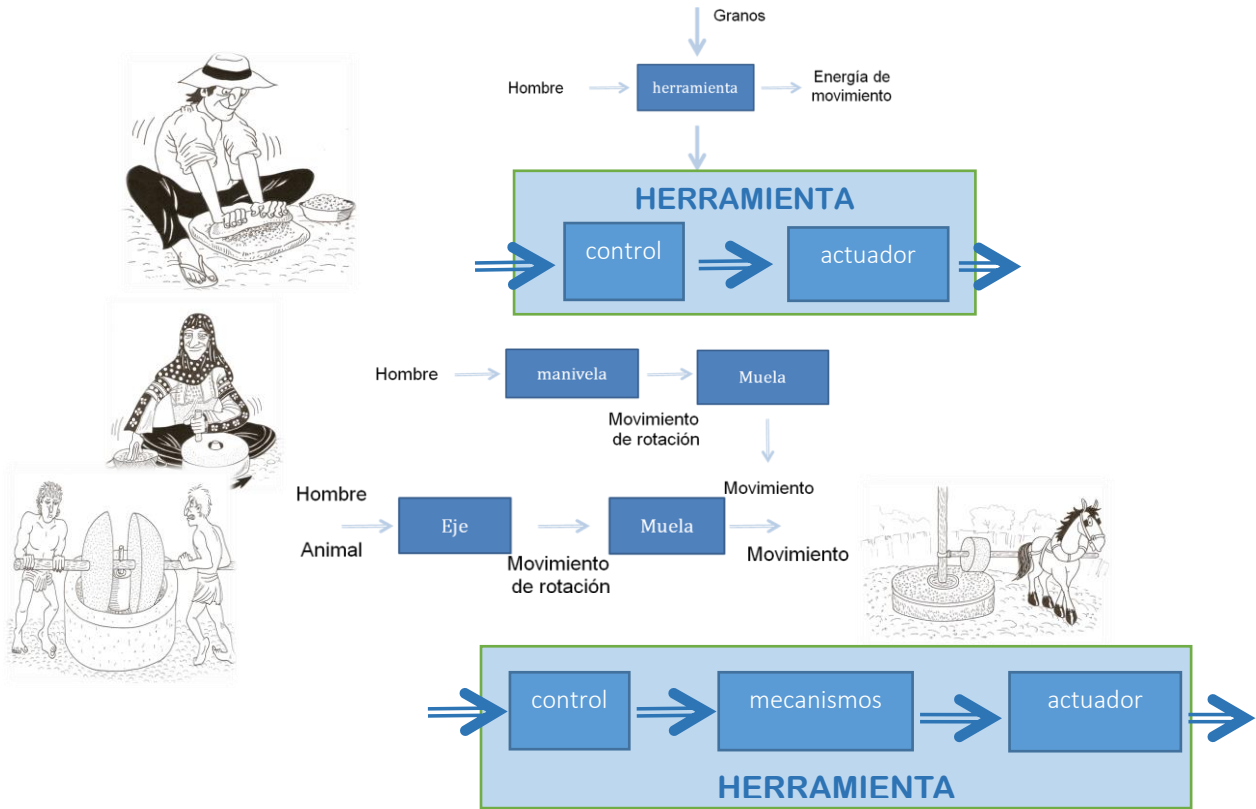 Granos
Hombre
herramienta
Energía de
movimiento
HERRAMIENTA
control
actuador
Hombre
manivela
Muela
Movimiento
de rotación
Movimiento
Hombre
Animal
Eje
Muela
Movimiento
de rotación
Movimiento
control
mecanismos
actuador
HERRAMIENTA